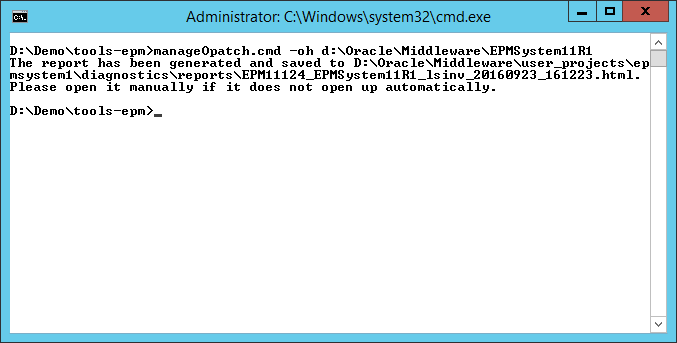 Administrator: C:\Windows\system32\cmd.exe
D:\Demo\tools-epm>manageOpatch.cmd -oh d:\Oracle\Middleware\EPMSystem11R1
The report has been generated and saved to D:\Oracle\Middleware\user_projects\ep
msystem1\diagnostics\reports\EPM11124_EPMSystem11R1_lsinv_20160923_161223.html.
Please open it manually if it does not open up automatically.
D:\Demo\tools-epm>_